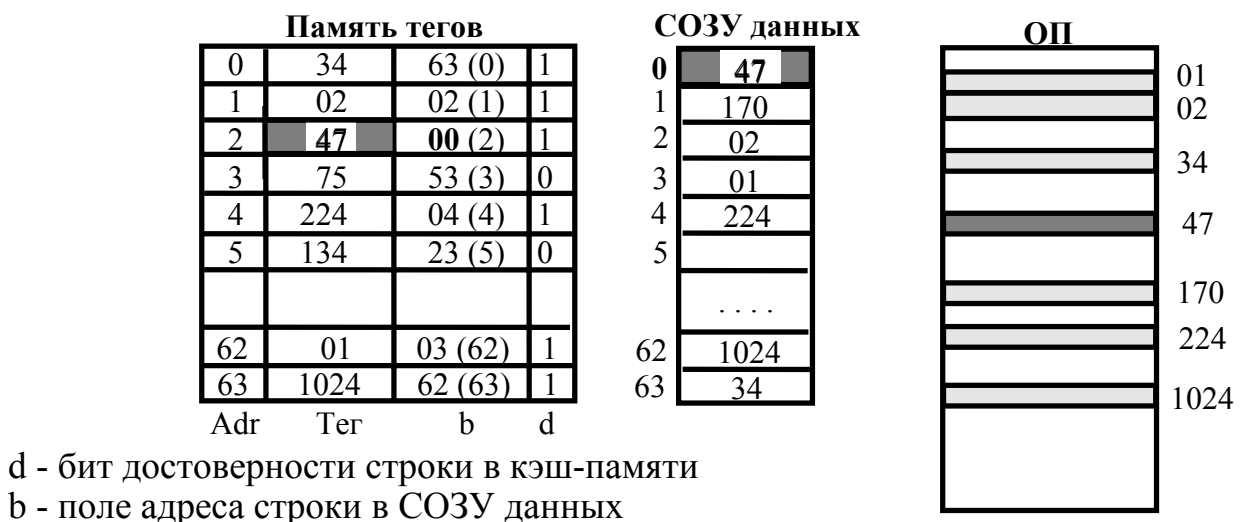 Память тегов СОЗУ данных ОП
0 34 63 (0) 1
1 02 02 (1) 1
2 47 00 (2) 1
3 75 53 (3) 0
4 224 04 (4) 1
5 134 23 (5) 0
62 01 03 (62) 1
63 1024 62 (63) 1
Adr Тег b d
0 47
1 170
2 02
3 01
4 224
5
. . . .
62 1024
63 34
01
02
34
47
170
224
1024
d - бит достоверности строки в кэш-памяти
b - поле адреса строки в СОЗУ данных